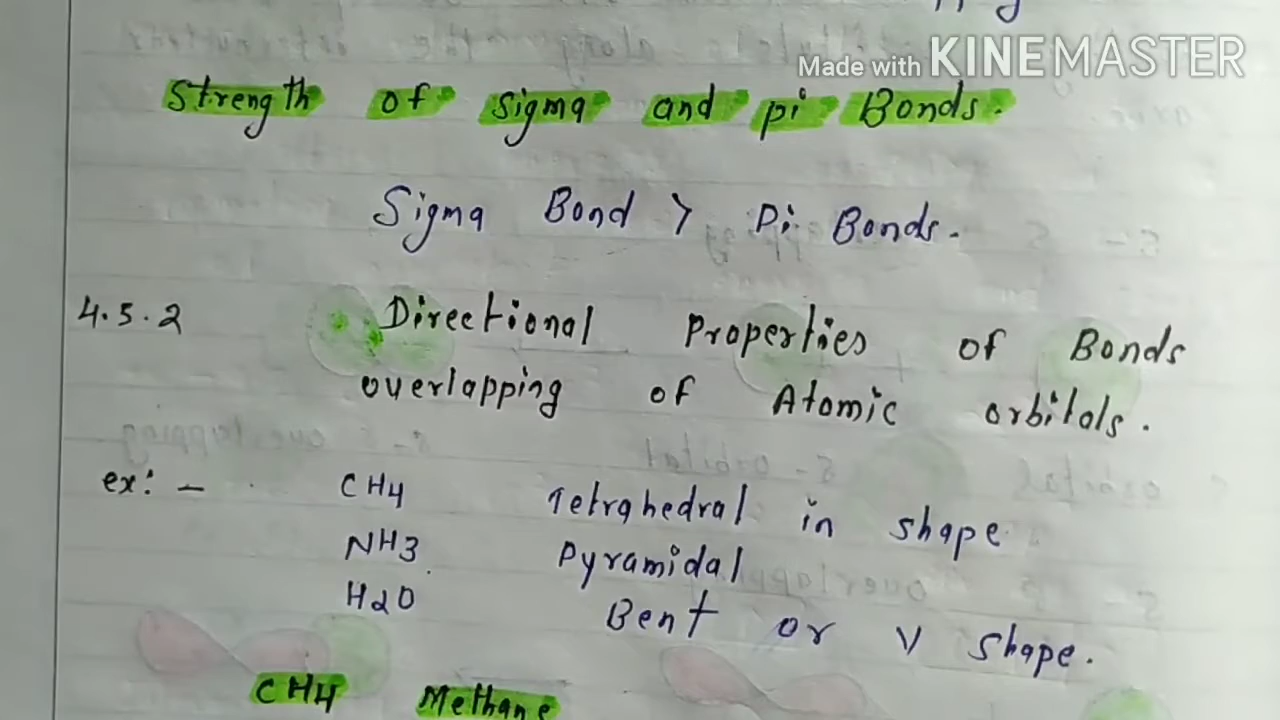 Made with KINEMASTER
Strength of sigma and pi Bonds.
Sigma Bond > Pi Bonds.
4.5.2 Directional Properties of Bonds
overlapping of Atomic orbitals.
ex:- CH4 Tetrahedral in shape
NH3 Pyramidal
H2O Bent or V shape.
CH4 Methane